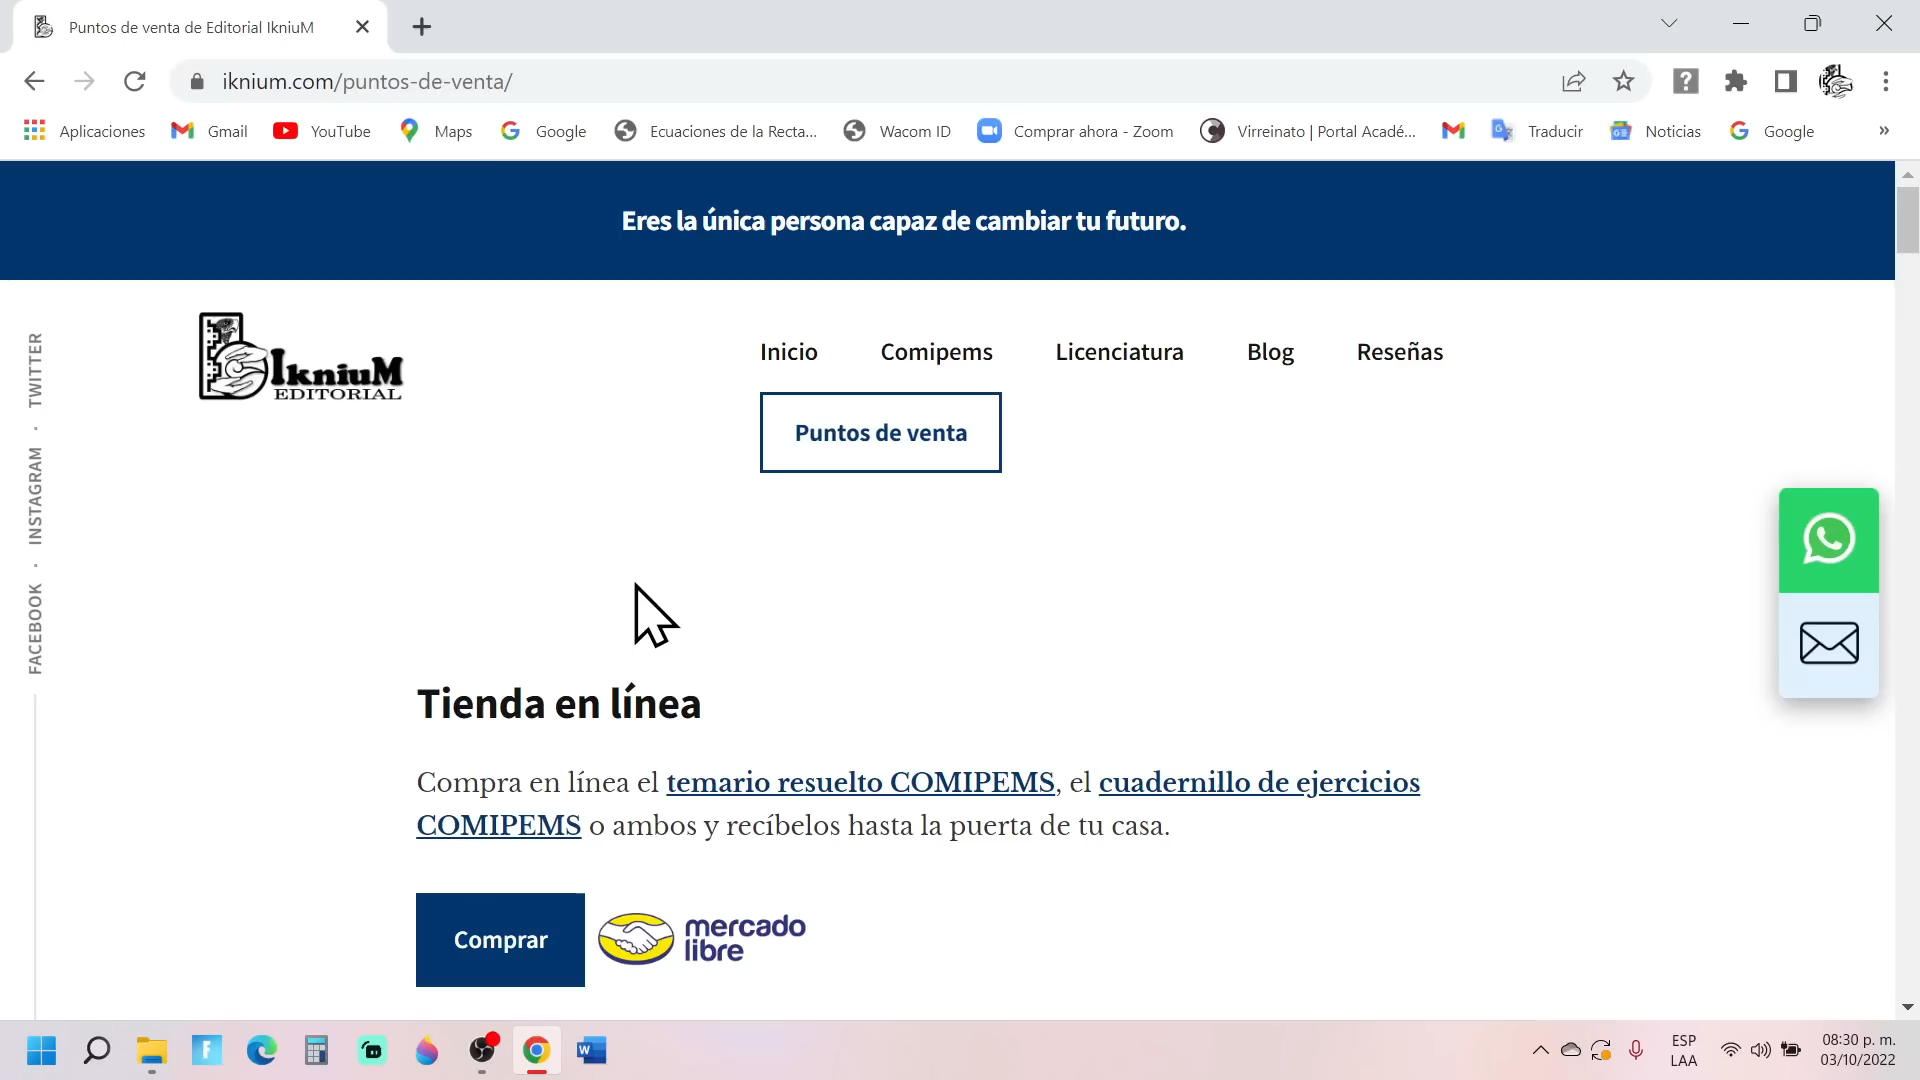 Puntos de venta de Editorial IkniuM
iknium.com/puntos-de-venta/
Aplicaciones Gmail YouTube Maps Google Ecuaciones de la Recta... Wacom ID Comprar ahora - Zoom Virreinato | Portal Acadé... Traducir Noticias Google »
Eres la única persona capaz de cambiar tu futuro.
IkniuM
EDITORIAL
Inicio Comipems Licenciatura Blog Reseñas
Puntos de venta
FACEBOOK · INSTAGRAM · TWITTER
Tienda en línea
Compra en línea el temario resuelto COMIPEMS, el cuadernillo de ejercicios
COMIPEMS o ambos y recíbelos hasta la puerta de tu casa.
Comprar
mercado
libre
ESP
LAA
08:30 p. m.
03/10/2022